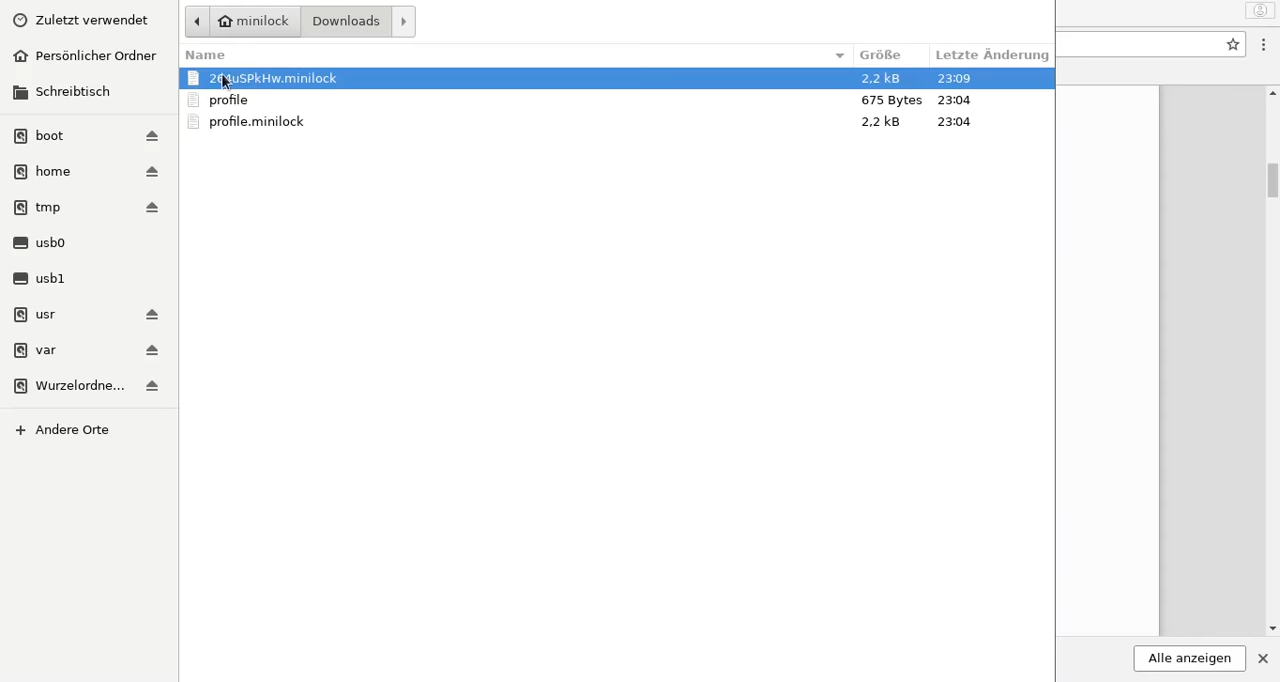 Zuletzt verwendet
Persönlicher Ordner
Schreibtisch
boot
home
tmp
usb0
usb1
usr
var
Wurzelordne...
Andere Orte
minilock
Downloads
Name Größe Letzte Änderung
uSPkHw.minilock 2,2 kB 23:09
profile 675 Bytes 23:04
profile.minilock 2,2 kB 23:04
Alle anzeigen